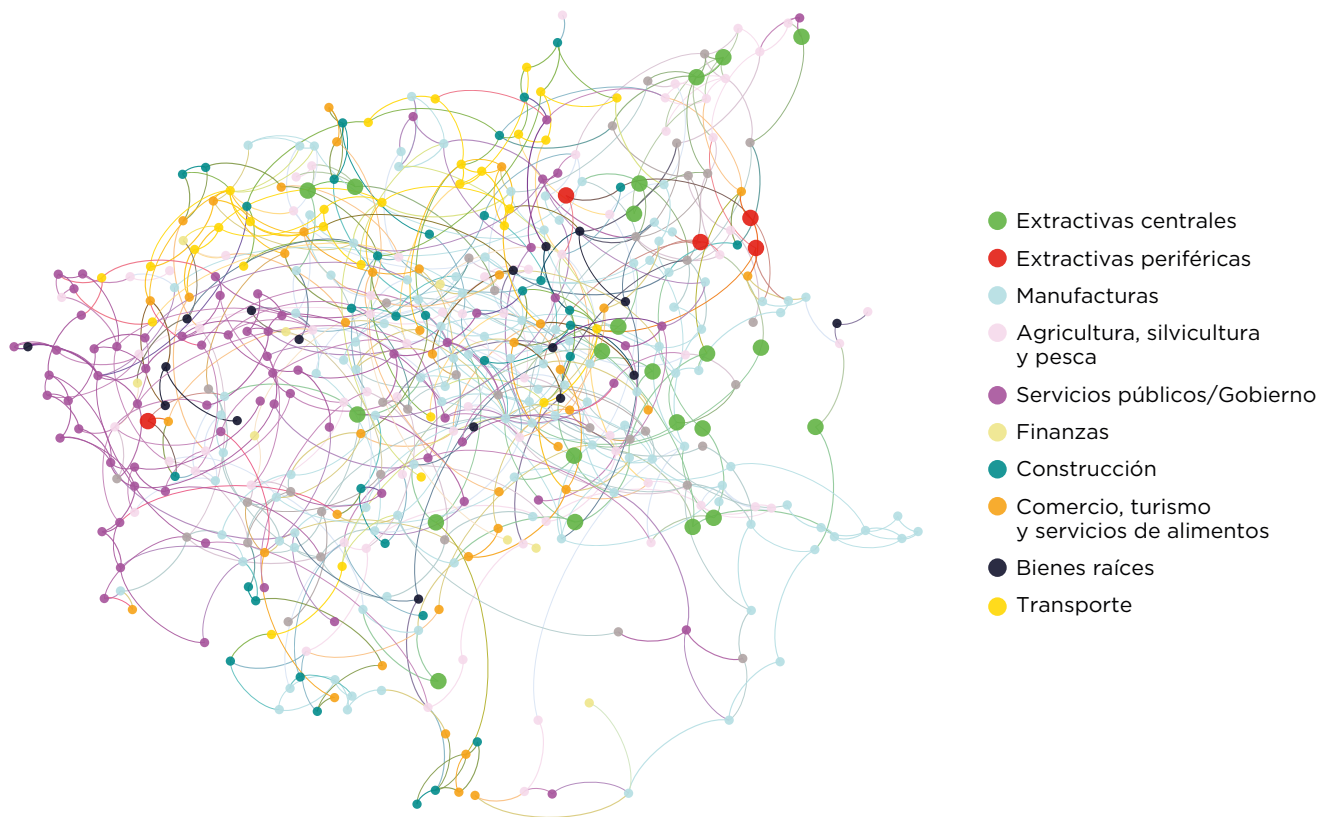 Extractivas centrales
Extractivas periféricas
Manufacturas
Agricultura, silvicultura
y pesca
Servicios públicos/Gobierno
Finanzas
Construcción
Comercio, turismo
y servicios de alimentos
Bienes raíces
Transporte